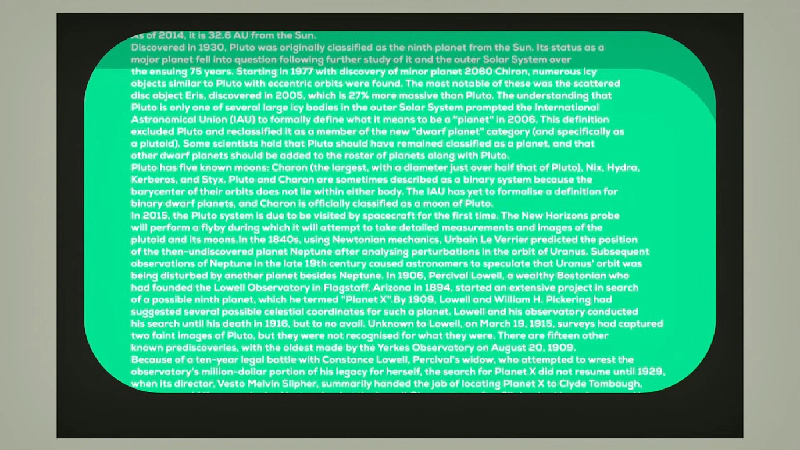 As of 2014, it is 32.6 AU from the Sun.
Discovered in 1930, Pluto was originally classified as the ninth planet from the Sun. Its status as a
major planet fell into question following further study of it and the outer Solar System over
the ensuing 75 years. Starting in 1977 with discovery of minor planet 2060 Chiron, numerous icy
objects similar to Pluto with eccentric orbits were found. The most notable of these was the scattered
disc object Eris, discovered in 2005, which is 27% more massive than Pluto. The understanding that
Pluto is only one of several large icy bodies in the outer Solar System prompted the International
Astronomical Union (IAU) to formally define what it means to be a "planet" in 2006. This definition
excluded Pluto and reclassified it as a member of the new "dwarf planet" category (and specifically as
a plutoid). Some scientists hold that Pluto should have remained classified as a planet, and that
other dwarf planets should be added to the roster of planets along with Pluto.
Pluto has five known moons: Charon (the largest, with a diameter just over half that of Pluto), Nix, Hydra,
Kerberos, and Styx. Pluto and Charon are sometimes described as a binary system because the
barycenter of their orbits does not lie within either body. The IAU has yet to formalise a definition for
binary dwarf planets, and Charon is officially classified as a moon of Pluto.
In 2015, the Pluto system is due to be visited by spacecraft for the first time. The New Horizons probe
will perform a flyby during which it will attempt to take detailed measurements and images of the
plutoid and its moons.In the 1840s, using Newtonian mechanics, Urbain Le Verrier predicted the position
of the then-undiscovered planet Neptune after analysing perturbations in the orbit of Uranus. Subsequent
observations of Neptune in the late 19th century caused astronomers to speculate that Uranus' orbit was
being disturbed by another planet besides Neptune. In 1906, Percival Lowell, a wealthy Bostonian who
had founded the Lowell Observatory in Flagstaff, Arizona in 1894, started an extensive project in search
of a possible ninth planet, which he termed "Planet X".By 1909, Lowell and William H. Pickering had
suggested several possible celestial coordinates for such a planet. Lowell and his observatory conducted
his search until his death in 1916, but to no avail. Unknown to Lowell, on March 19, 1915, surveys had captured
two faint images of Pluto, but they were not recognised for what they were. There are fifteen other
known prediscoveries, with the oldest made by the Yerkes Observatory on August 20, 1909.
Because of a ten-year legal battle with Constance Lowell, Percival's widow, who attempted to wrest the
observatory's million-dollar portion of his legacy for herself, the search for Planet X did not resume until 1929,
when its director, Vesto Melvin Slipher, summarily handed the job of locating Planet X to Clyde Tombaugh,